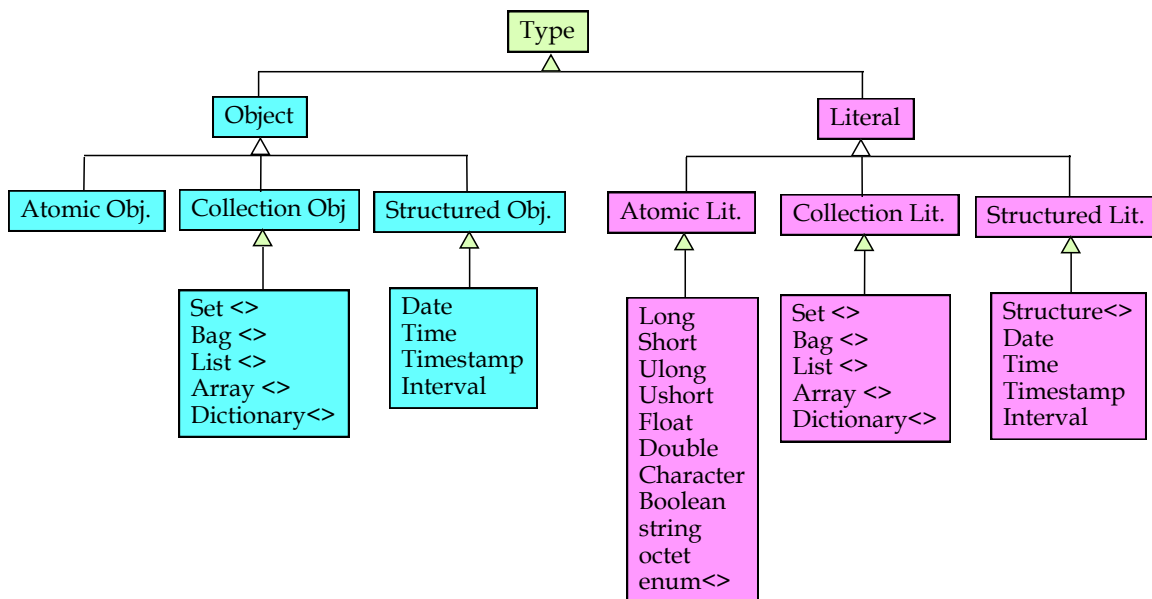 Type
Object
Literal
Atomic Obj.
Collection Obj
Structured Obj.
Atomic Lit.
Collection Lit.
Structured Lit.
Set <>
Bag <>
List <>
Array <>
Dictionary<>
Date
Time
Timestamp
Interval
Long
Short
Ulong
Ushort
Float
Double
Character
Boolean
string
octet
enum<>
Set <>
Bag <>
List <>
Array <>
Dictionary<>
Structure<>
Date
Time
Timestamp
Interval